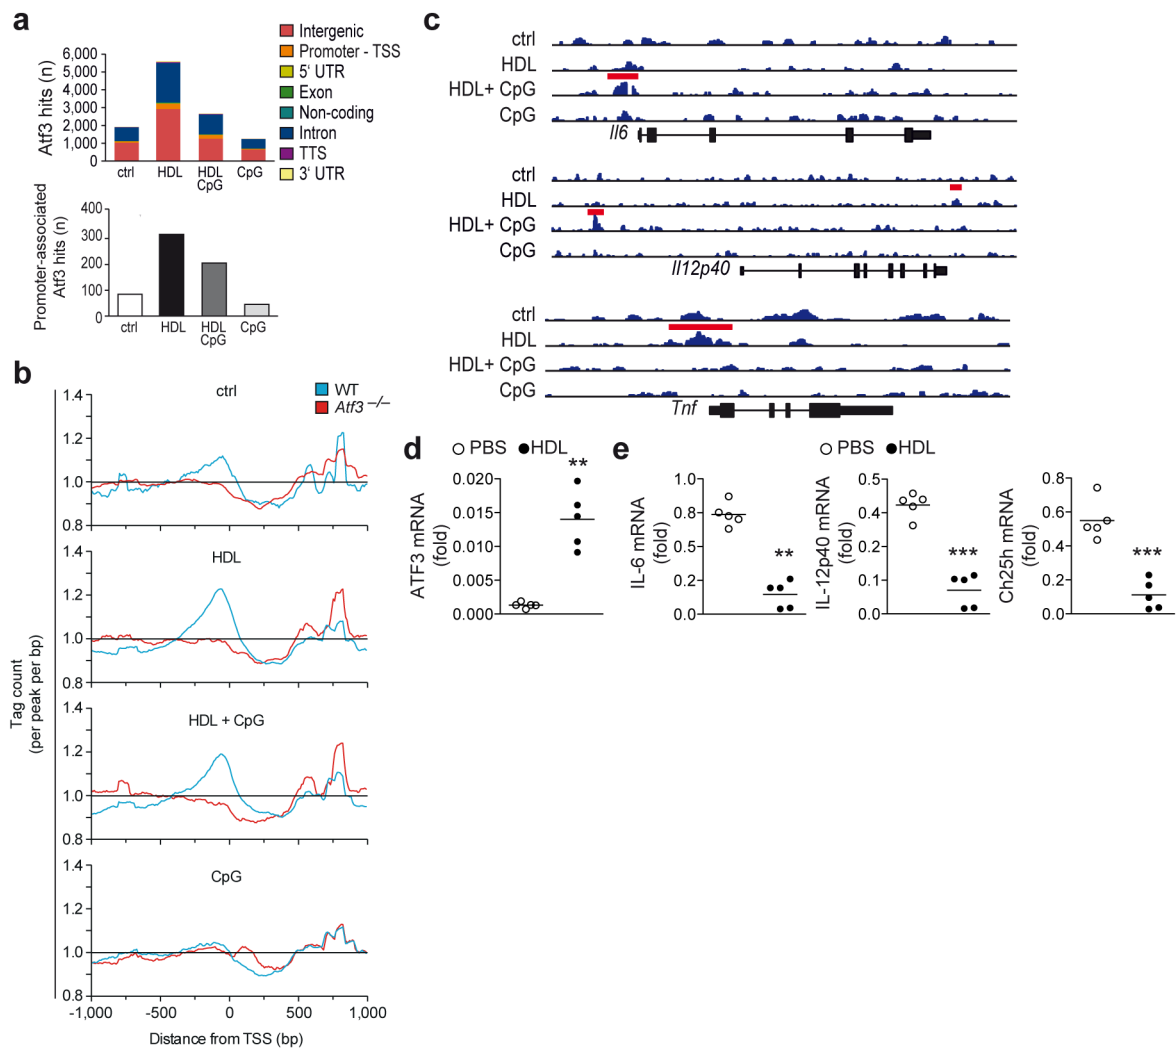 a
Atf3 hits (n)
6,000
5,000
4,000
3,000
2,000
1,000
0
ctrl
HDL
HDL
CpG
CpG
Intergenic
Promoter - TSS
5‘ UTR
Exon
Non-coding
Intron
TTS
3‘ UTR
Promoter-associated
Atf3 hits (n)
400
300
200
100
0
ctrl
HDL
HDL
CpG
CpG
b
Tag count
(per peak per bp)
ctrl
WT
Atf3 –/–
1.4
1.2
1.0
0.8
HDL
1.4
1.2
1.0
0.8
HDL + CpG
1.4
1.2
1.0
0.8
CpG
1.4
1.2
1.0
0.8
-1,000
-500
0
500
1,000
Distance from TSS (bp)
c
ctrl
HDL
HDL+ CpG
CpG
Il6
ctrl
HDL
HDL+ CpG
CpG
Il12p40
ctrl
HDL
HDL+ CpG
CpG
Tnf
d
PBS HDL
**
ATF3 mRNA
(fold)
0.020
0.015
0.010
0.005
0.000
e
PBS HDL
IL-6 mRNA
(fold)
1.0
0.8
0.5
0.2
0.0
**
IL-12p40 mRNA
(fold)
0.5
0.4
0.2
0.1
0.0
***
Ch25h mRNA
(fold)
0.8
0.6
0.4
0.2
0.0
***